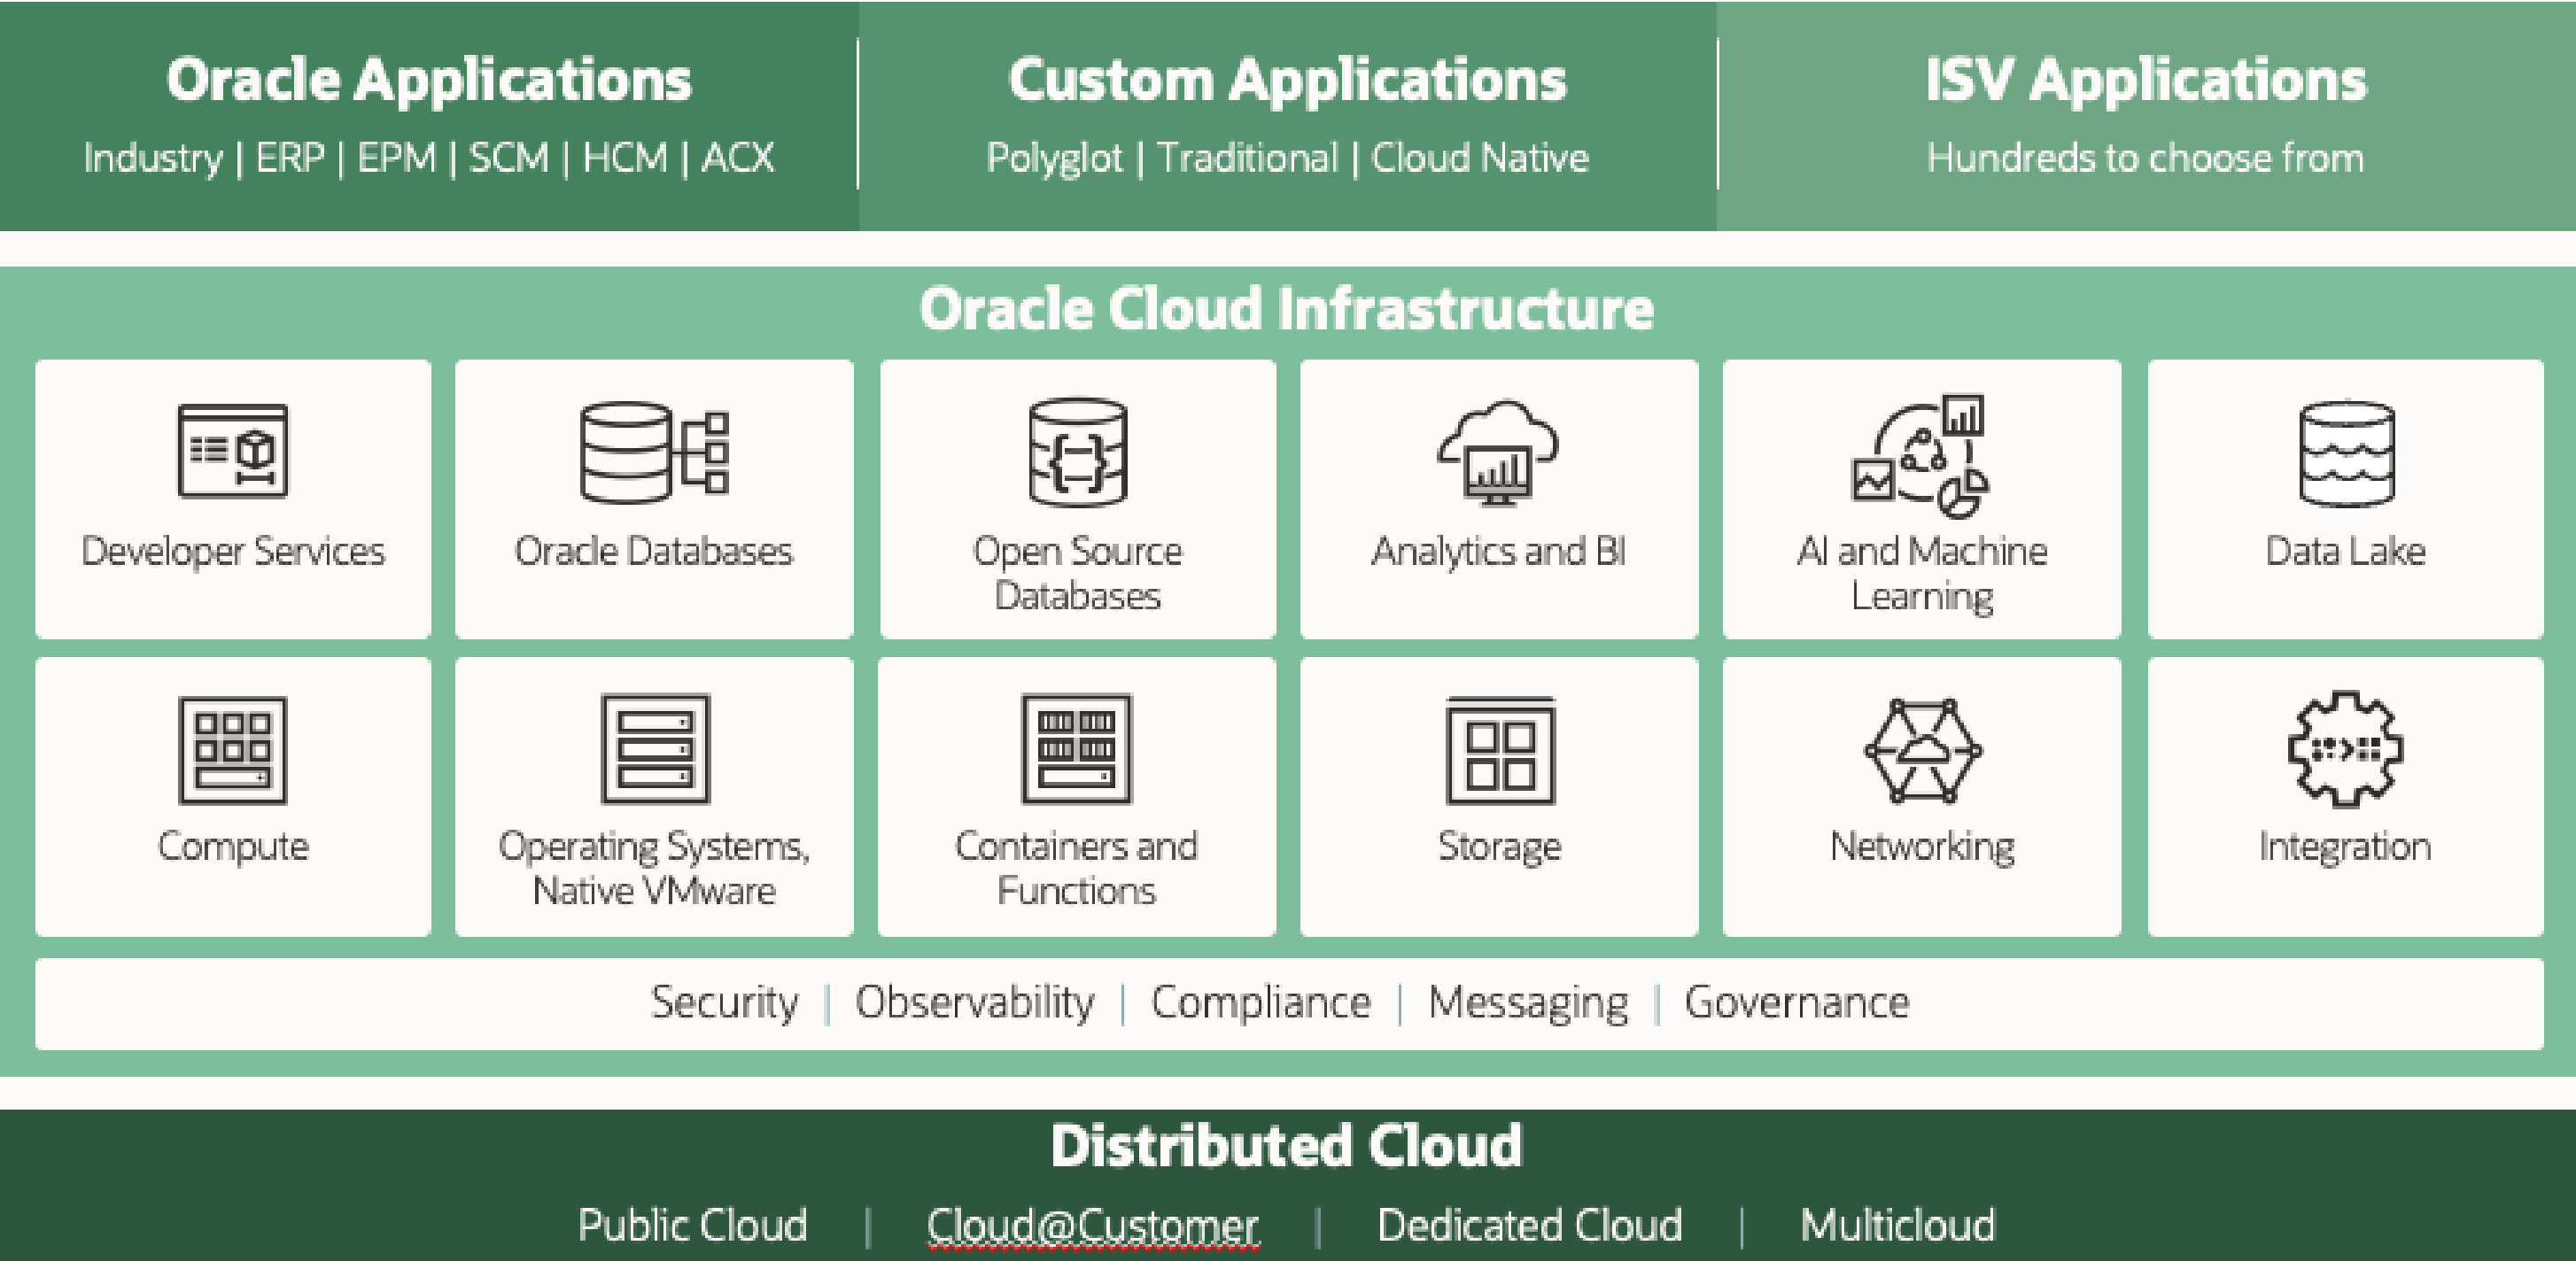 Oracle Applications
Industry | ERP | EPM | SCM | HCM | ACX
Custom Applications
Polyglot | Traditional | Cloud Native
ISV Applications
Hundreds to choose from
Oracle Cloud Infrastructure
Developer Services
Oracle Databases
Open Source
Databases
Analytics and BI
AI and Machine
Learning
Data Lake
Compute
Operating Systems,
Native VMware
Containers and
Functions
Storage
Networking
Integration
Security | Observability | Compliance | Messaging | Governance
Distributed Cloud
Public Cloud | Cloud@Customer | Dedicated Cloud | Multicloud